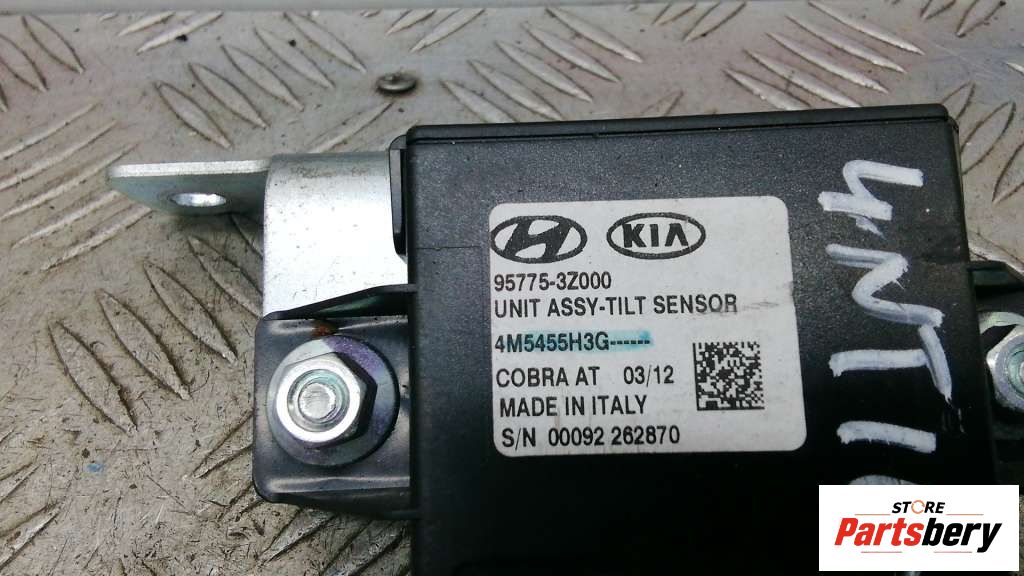 KIA
95775-3Z000
UNIT ASSY-TILT SENSOR
4M5455H3G------
COBRA AT 03/12
MADE IN ITALY
S/N 00092 262870
STORE
Partsbery